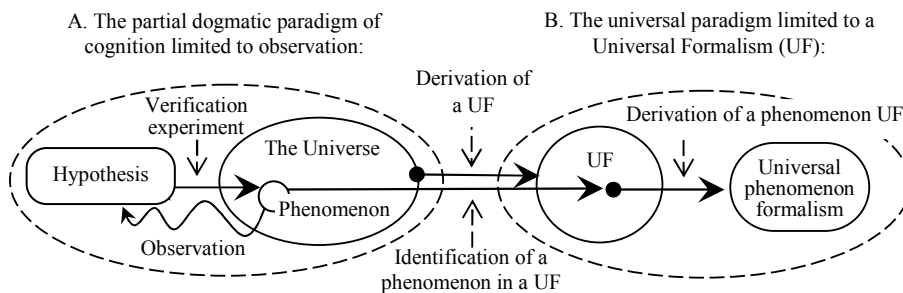 A. The partial dogmatic paradigm of
cognition limited to observation:
B. The universal paradigm limited to a
Universal Formalism (UF):
Derivation of
a UF
Verification
experiment
Derivation of a phenomenon UF
The Universe
Hypothesis
Phenomenon
Observation
UF
Universal
phenomenon
formalism
Identification of a
phenomenon in a UF